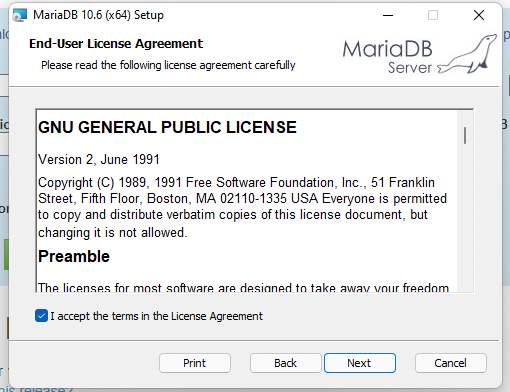 MariaDB 10.6 (x64) Setup
End-User License Agreement
Please read the following license agreement carefully
MariaDB
Server
GNU GENERAL PUBLIC LICENSE
Version 2, June 1991
Copyright (C) 1989, 1991 Free Software Foundation, Inc., 51 Franklin
Street, Fifth Floor, Boston, MA 02110-1335 USA Everyone is permitted
to copy and distribute verbatim copies of this license document, but
changing it is not allowed.
Preamble
The licenses for most software are designed to take away your freedom
I accept the terms in the License Agreement
Print
Back
Next
Cancel
this release?